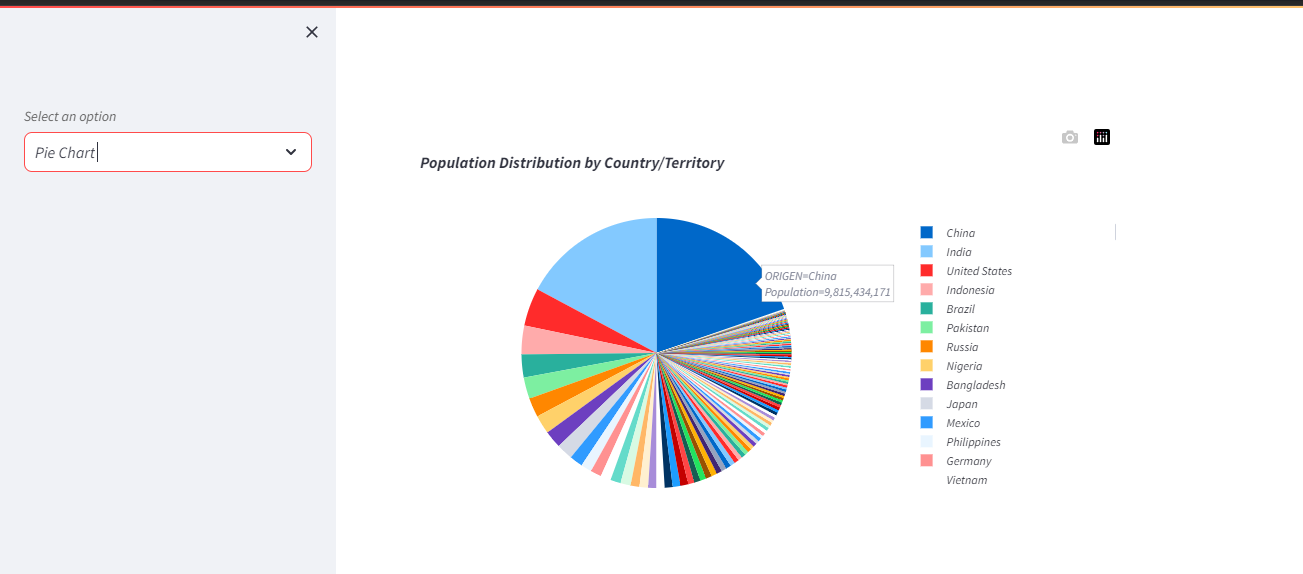 Select an option
Pie Chart
Population Distribution by Country/Territory
ORIGEN=China
Population=9,815,434,171
China
India
United States
Indonesia
Brazil
Pakistan
Russia
Nigeria
Bangladesh
Japan
Mexico
Philippines
Germany
Vietnam